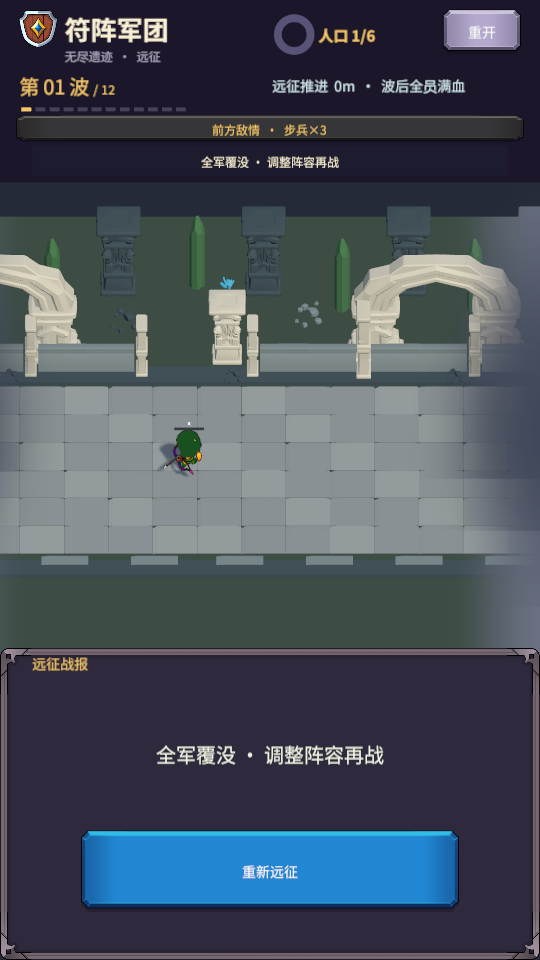 符阵军团
无尽遗迹 · 远征
人口 1/6
重开
第 01 波 / 12
远征推进 0m · 波后全员满血
前方敌情 · 步兵×3
全军覆没 · 调整阵容再战
远征战报
全军覆没 · 调整阵容再战
重新远征